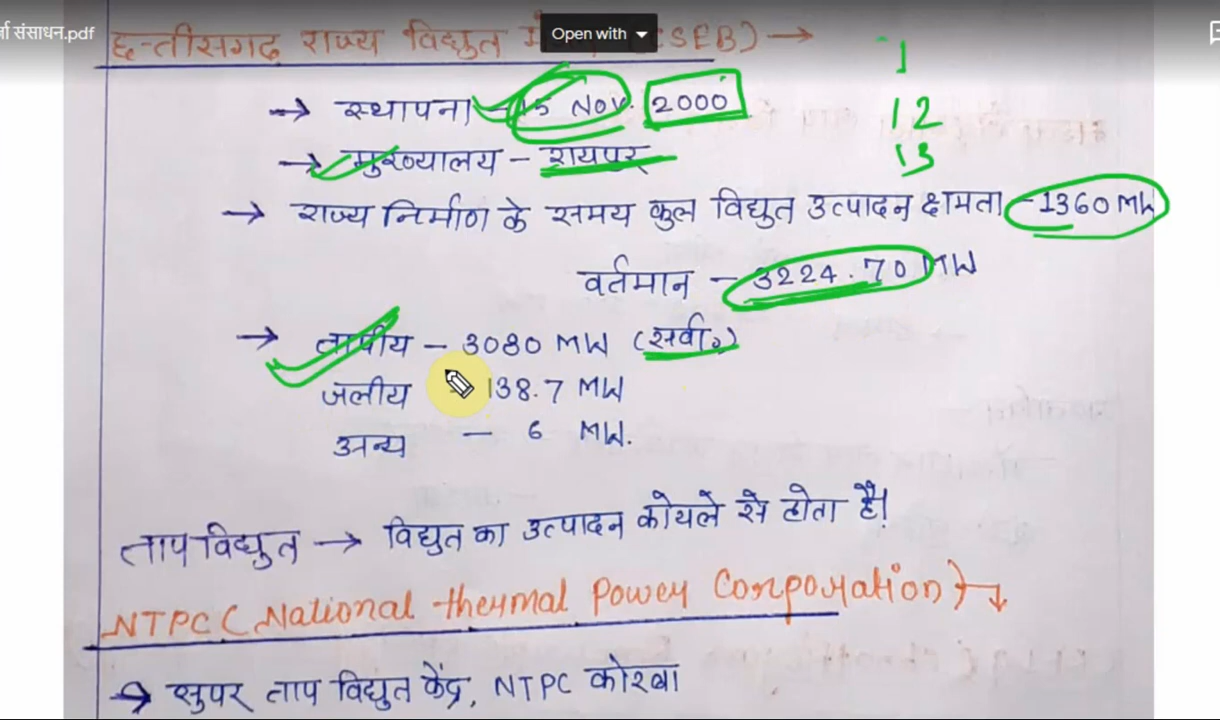 र्जा संसाधन.pdf
Open with
छत्तीसगढ़ राज्य विद्युत SEB) →
→ स्थापना – 15 NOV. 2000
→ मुख्यालय – रायपुर
→ राज्य निर्माण के समय कुल विद्युत उत्पादन क्षमता – 1360 MW
वर्तमान – 3224.70 MW
→ तापीय – 3080 MW (सर्वा.)
जलीय 138.7 MW
अन्य – 6 MW.
1
12
13
ताप विद्युत → विद्युत का उत्पादन कोयले से होता है।
NTPC (National thermal Power Corporation) →
→ सुपर ताप विद्युत केंद्र, NTPC कोरबा